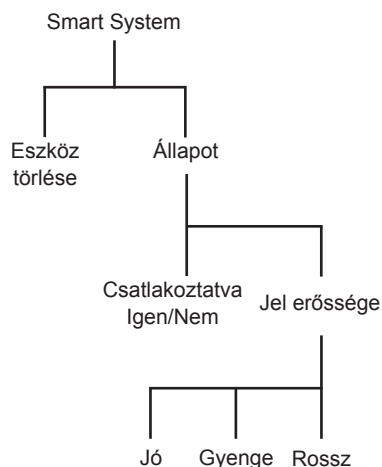 Smart System
Eszköz
törlése
Állapot
Csatlakoztatva
Igen/Nem
Jel erőssége
Jó
Gyenge
Rossz